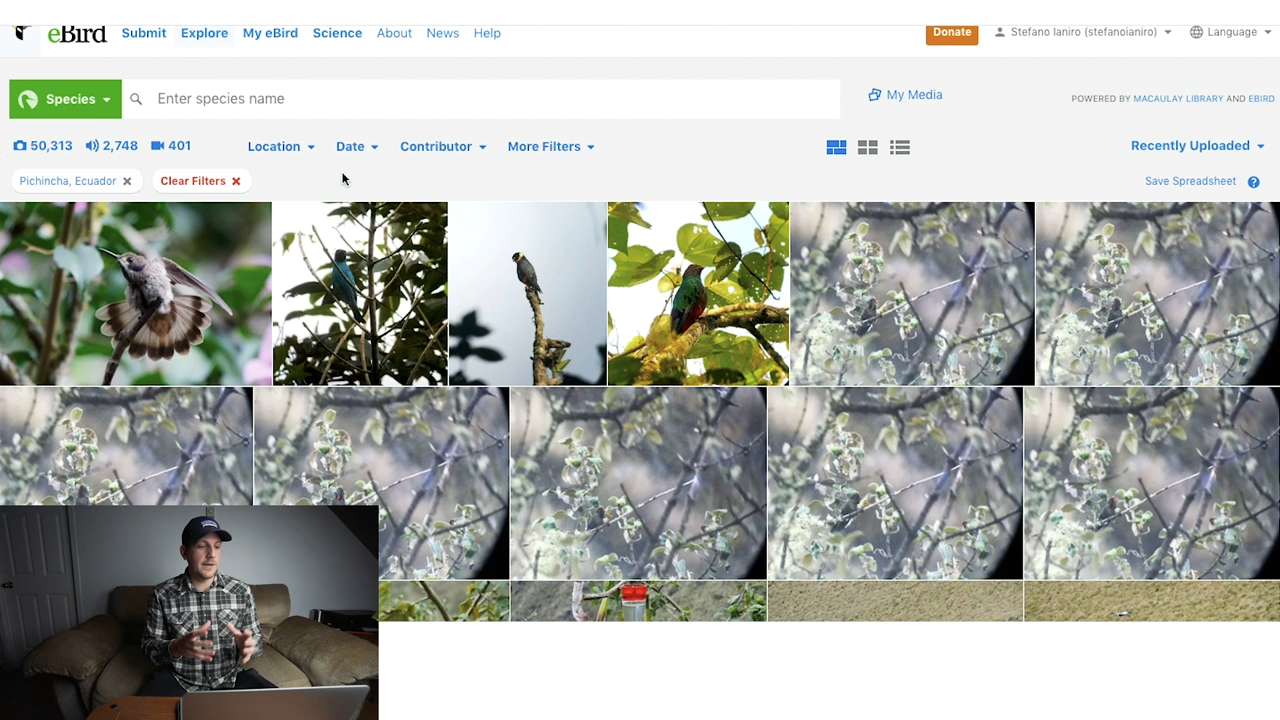 eBird Submit Explore My eBird Science About News Help Donate Stefano Ianiro (stefanoianiro) Language
Species Enter species name My Media POWERED BY MACAULAY LIBRARY AND EBIRD
50,313 2,748 401 Location Date Contributor More Filters Recently Uploaded
Pichincha, Ecuador Clear Filters Save Spreadsheet ?